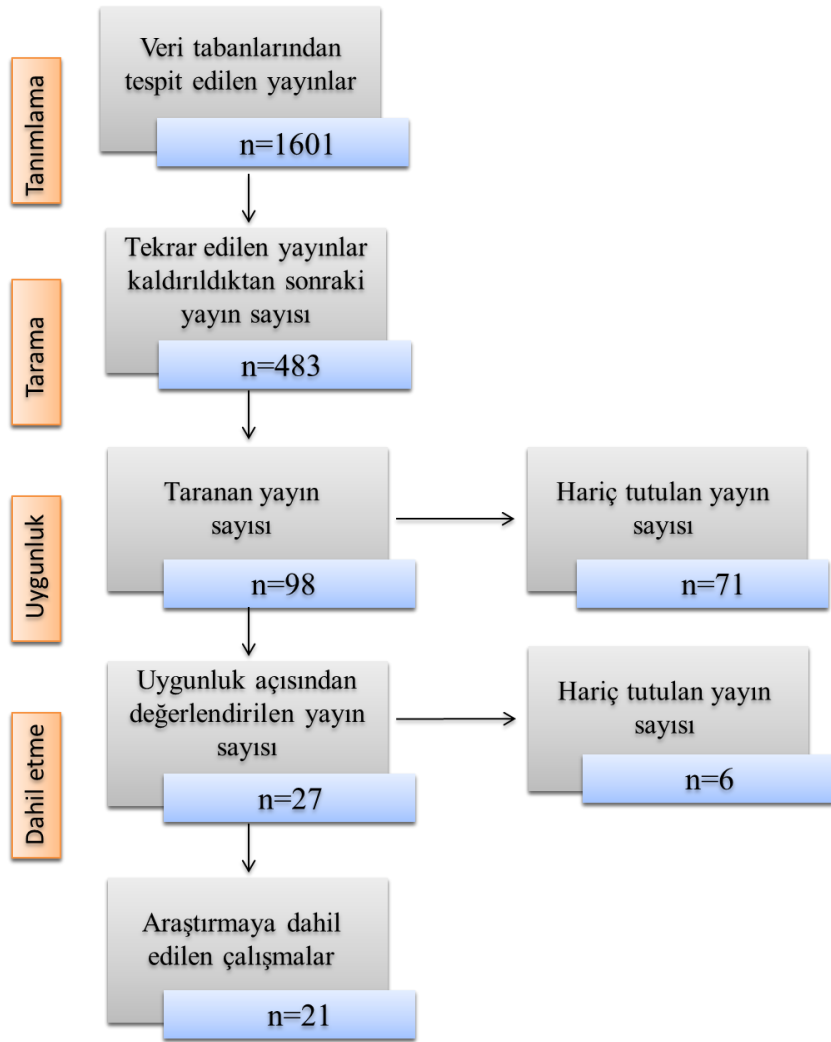 Tanımlama
Veri tabanlarından
tespit edilen yayınlar
n=1601
Tarama
Tekrar edilen yayınlar
kaldırıldıktan sonraki
yayın sayısı
n=483
Uygunluk
Taranan yayın
sayısı
n=98
Hariç tutulan yayın
sayısı
n=71
Dahil etme
Uygunluk açısından
değerlendirilen yayın
sayısı
n=27
Hariç tutulan yayın
sayısı
n=6
Araştırmaya dahil
edilen çalışmalar
n=21